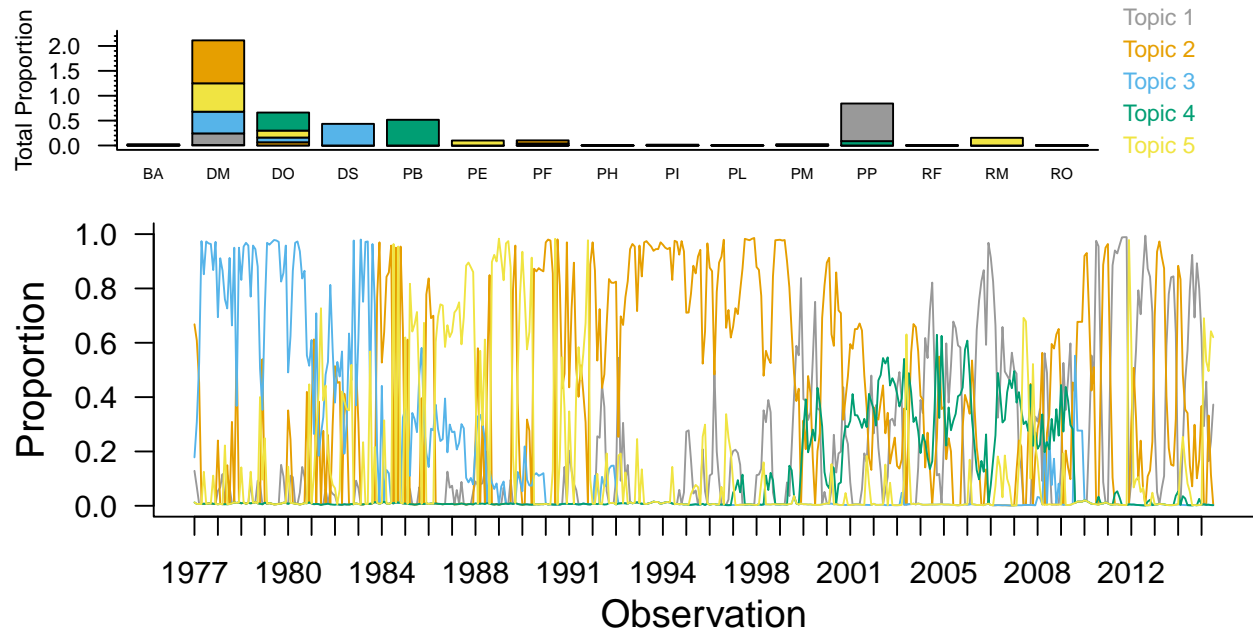 Total Proportion
2.0
1.5
1.0
0.5
0.0
BA DM DO DS PB PE PF PH PI PL PM PP RF RM RO
Topic 1
Topic 2
Topic 3
Topic 4
Topic 5
Proportion
1.0
0.8
0.6
0.4
0.2
0.0
1977 1980 1984 1988 1991 1994 1998 2001 2005 2008 2012
Observation